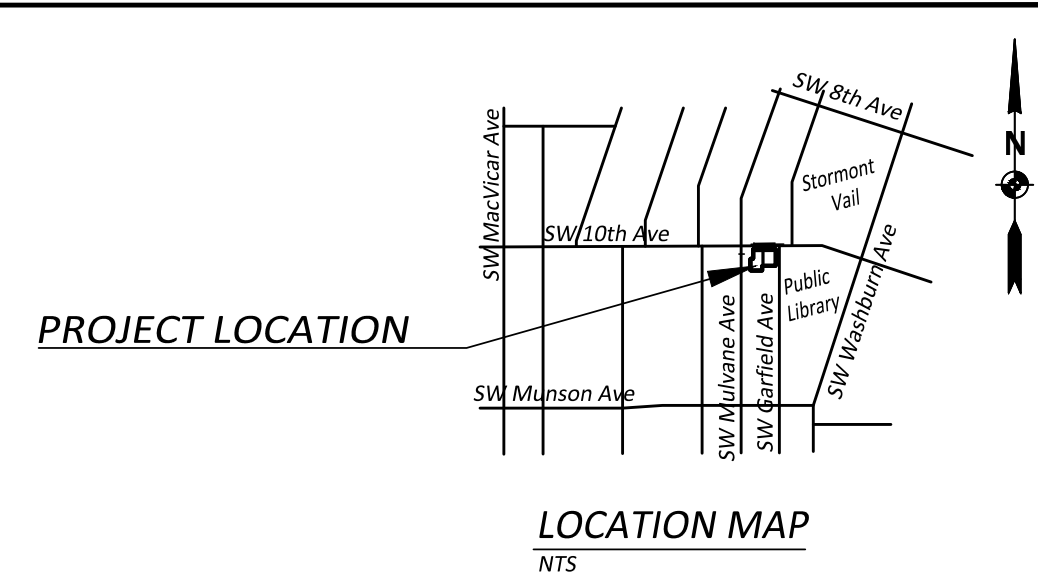 SW 8th Ave
SW MacVicar Ave
N
Stormont
Vail
SW 10th Ave
SW Washburn Ave
Public
Library
PROJECT LOCATION
SW Mulvane Ave
SW Garfield Ave
SW Munson Ave
LOCATION MAP
NTS